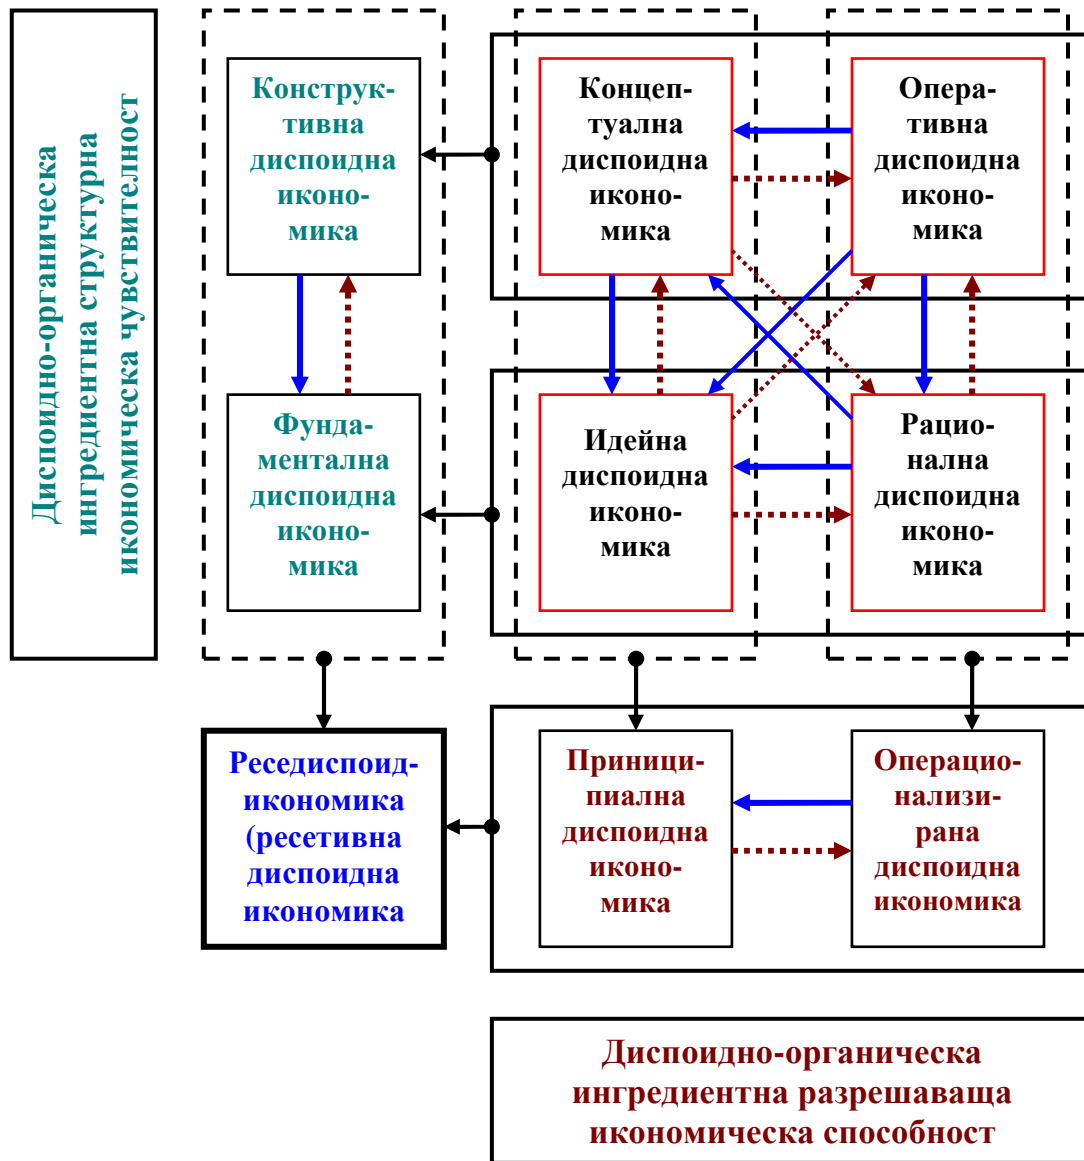 Диспоидно-органическа
ингредиентна структурна
икономическа чувствителност
Конструк-
тивна
диспоидна
иконо-
мика
Концеп-
туална
диспоидна
иконо-
мика
Опера-
тивна
диспоидна
иконо-
мика
Фунда-
ментална
диспоидна
иконо-
мика
Идейна
диспоидна
иконо-
мика
Рацио-
нална
диспоидна
иконо-
мика
Реседиспоид-
икономика
(ресетивна
диспоидна
икономика
Приници-
пиална
диспоидна
иконо-
мика
Операцио-
нализи-
рана
диспоидна
икономика
Диспоидно-органическа
ингредиентна разрешаваща
икономическа способност